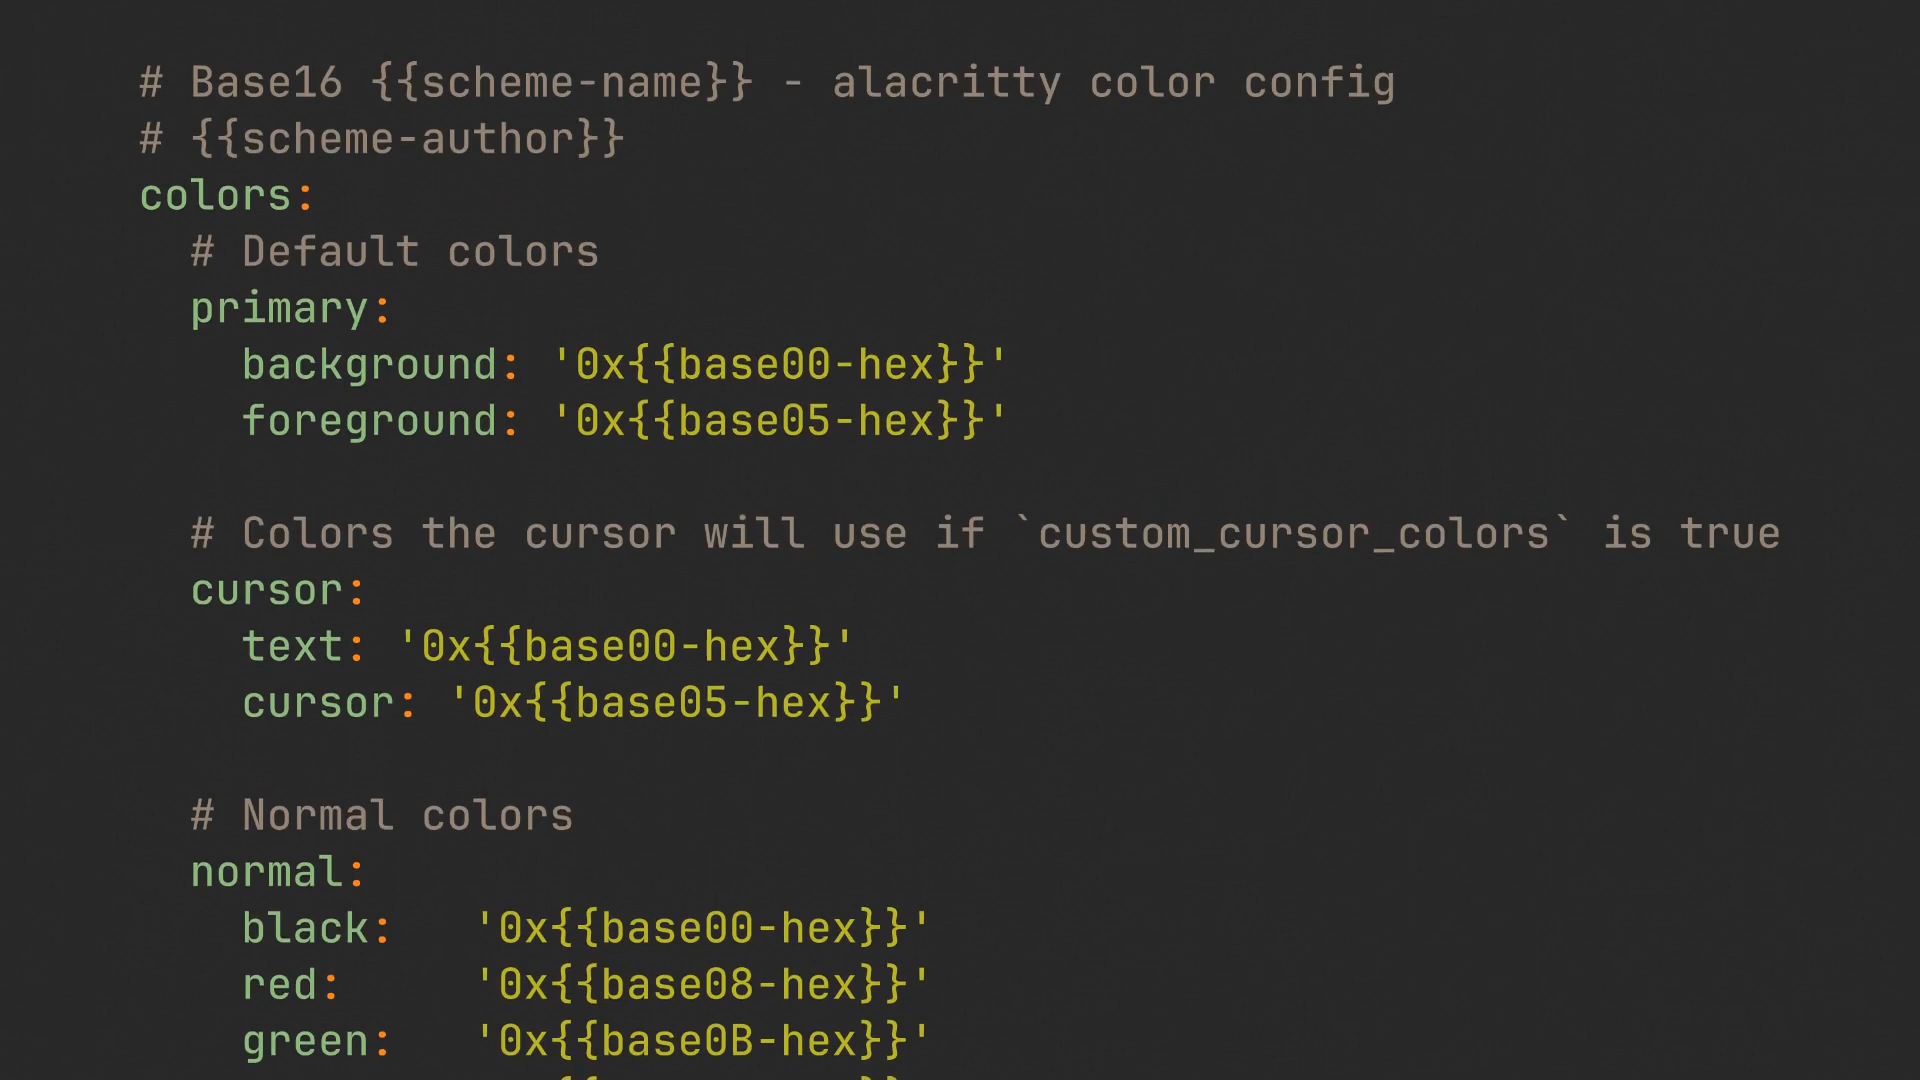 # Base16 {{scheme-name}} - alacritty color config
# {{scheme-author}}
colors:
  # Default colors
  primary:
    background: '0x{{base00-hex}}'
    foreground: '0x{{base05-hex}}'

  # Colors the cursor will use if `custom_cursor_colors` is true
  cursor:
    text: '0x{{base00-hex}}'
    cursor: '0x{{base05-hex}}'

  # Normal colors
  normal:
    black:   '0x{{base00-hex}}'
    red:     '0x{{base08-hex}}'
    green:   '0x{{base0B-hex}}'